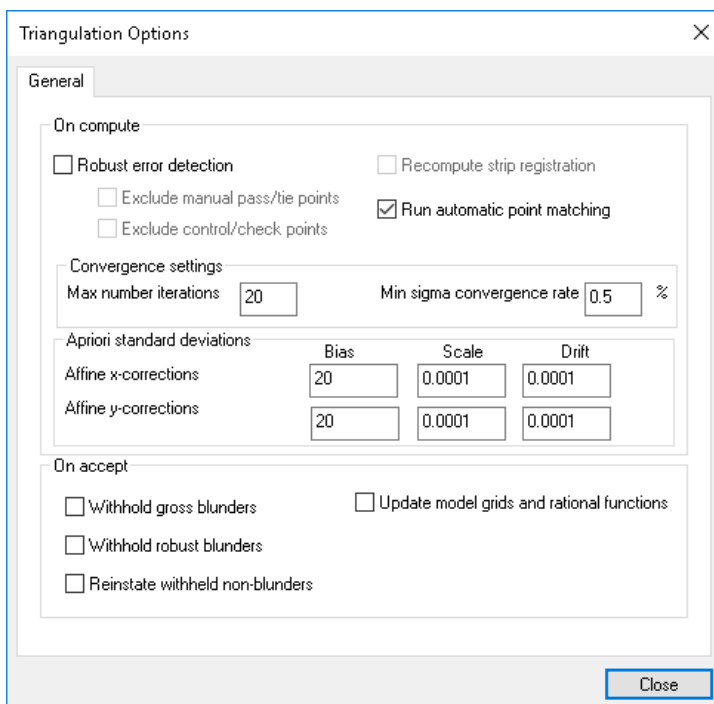 Triangulation Options
General
On compute
Robust error detection
Recompute strip registration
Exclude manual pass/tie points
Run automatic point matching
Exclude control/check points
Convergence settings
Max number iterations 20 Min sigma convergence rate 0.5 %
Apriori standard deviations
Bias Scale Drift
Affine x-corrections 20 0.0001 0.0001
Affine y-corrections 20 0.0001 0.0001
On accept
Withhold gross blunders
Update model grids and rational functions
Withhold robust blunders
Reinstate withheld non-blunders
Close